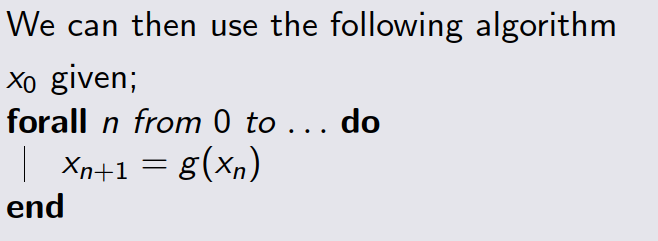 We can then use the following algorithm
x₀ given;
forall n from 0 to ... do
xₙ₊₁ = g(xₙ)
end